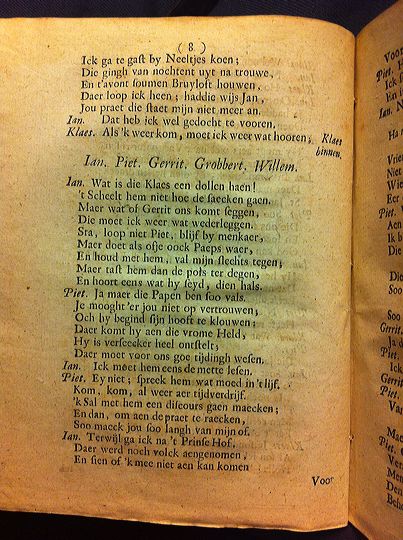 ( 8. )
Ick ga te gast by Neeltjes koen;
Die gingh van nochtent uyt na trouwe,
En t'avont soumen Bruyloft houwen,
Daer loop ick heen; haddie wijs Jan,
Jou praet die staet mijn niet meer an.
Ian. Dat heb ick wel gedocht te vooren,
Klaes. Als 'k weer kom, moet ick weer wat hooren; Klaes
binnen.
Ian. Piet. Gerrit. Grobbert. Willem.
Ian. Wat is die Klaes een dollen haen!
't Scheelt hem niet hoe de saecken gaen.
Maer wat of Gerrit ons komt seggen,
Die moet ick weer wat wederleggen.
Sta, loop niet Piet, blijf by menkaer,
Maer doet als osje oock Paeps waer,
En houd met hem, val mijn slechts tegen;
Maer tast hem dan de pols ter degen,
En hoort eens wat hy seyd, dien hals.
Piet. Ja maer die Papen ben soo vals.
Je mooght'er jou niet op vertrouwen;
Och hy begind sijn hooft te klouwen;
Daer komt hy aen die vrome Held,
Hy is versecker heel ontstelt;
Daer moet voor ons goe tijdingh wesen.
Ian. Ick meet hem eens de mette lesen.
Piet. Ey niet; spreek hem wat moed in't lijf.
Kom, kom, al weer aer tijdverdrijf.
'k Sal met hem een discours gaen maecken;
En dan, om aen de praet te raecken,
Soo maeck jou soo langh van mijn of.
Ian. Terwijl ga ick na 't Prinse Hof,
Daer werd noch volck aengenomen,
En sien of 'k mee niet aen kan komen
Voor